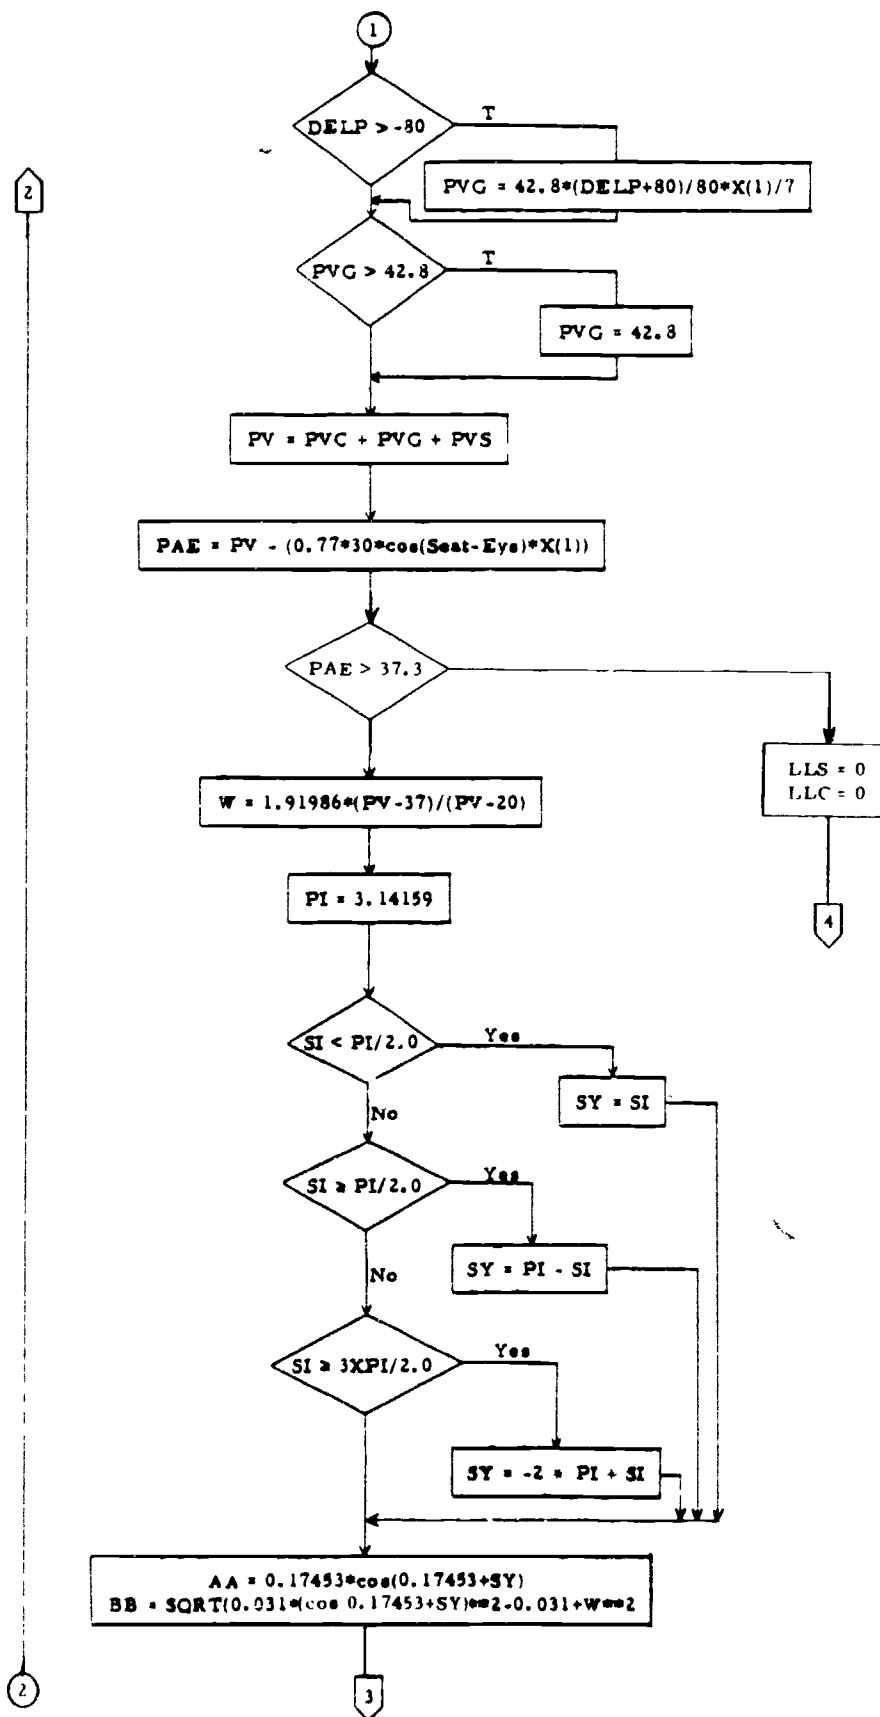 1
DELP > -80
T
PVG = 42.8*(DELP+80)/80*X(1)/7
2
PVG > 42.8
T
PVG = 42.8
PV = PVC + PVG + PVS
PAE = PV - (0.77*30*cos(Seat-Eye)*X(1))
PAE > 37.3
LLS = 0
LLC = 0
W = 1.91986*(PV-37)/(PV-20)
PI = 3.14159
4
SI < PI/2.0
Yes
SY = SI
No
SI ≥ PI/2.0
Yes
SY = PI - SI
No
SI ≥ 3XPI/2.0
Yes
SY = -2 * PI + SI
AA = 0.17453*cos(0.17453+SY)
BB = SQRT(0.031*(cos 0.17453+SY)**2-0.031+W**2
2
3